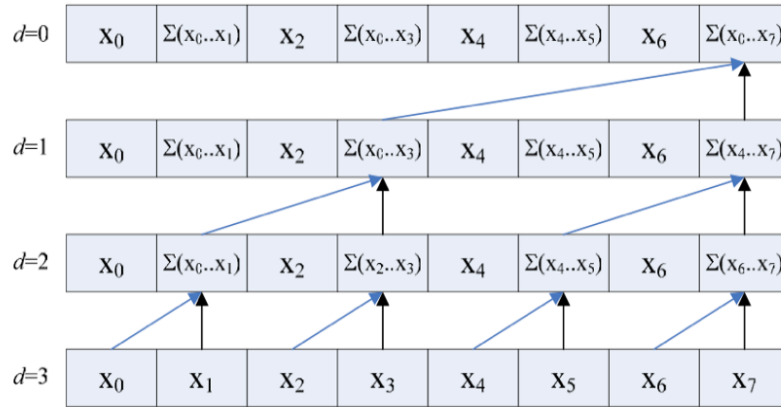 d=0 x₀ Σ(x₀..x₁) x₂ Σ(x₀..x₃) x₄ Σ(x₄..x₅) x₆ Σ(x₀..x₇)
d=1 x₀ Σ(x₀..x₁) x₂ Σ(x₀..x₃) x₄ Σ(x₄..x₅) x₆ Σ(x₄..x₇)
d=2 x₀ Σ(x₀..x₁) x₂ Σ(x₂..x₃) x₄ Σ(x₄..x₅) x₆ Σ(x₆..x₇)
d=3 x₀ x₁ x₂ x₃ x₄ x₅ x₆ x₇